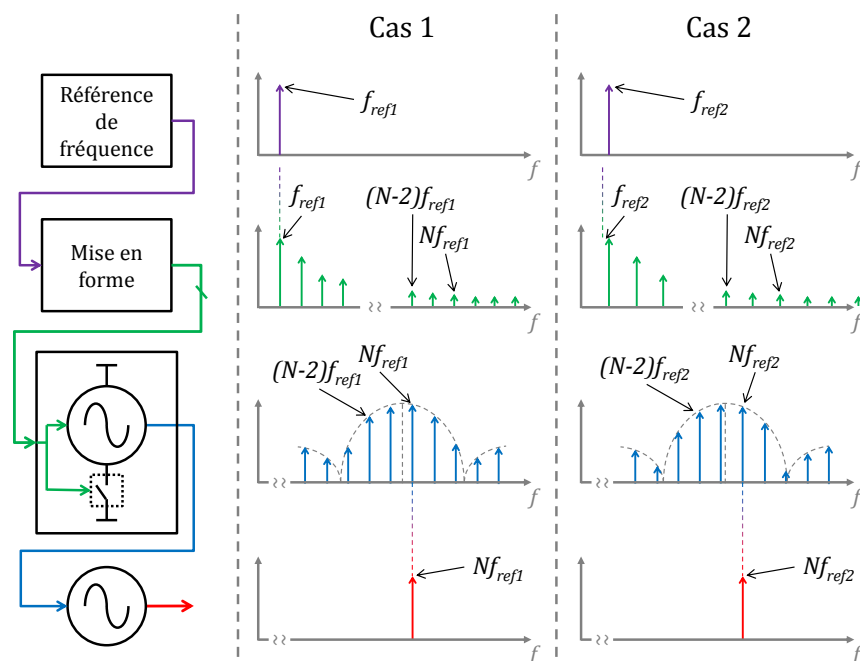 Cas 1
Cas 2
Référence
de
fréquence
f_ref1
f
f_ref2
f
Mise en
forme
f_ref1
(N-2)f_ref1
Nf_ref1
f
f_ref2
(N-2)f_ref2
Nf_ref2
f
(N-2)f_ref1
Nf_ref1
f
(N-2)f_ref2
Nf_ref2
f
Nf_ref1
f
Nf_ref2
f